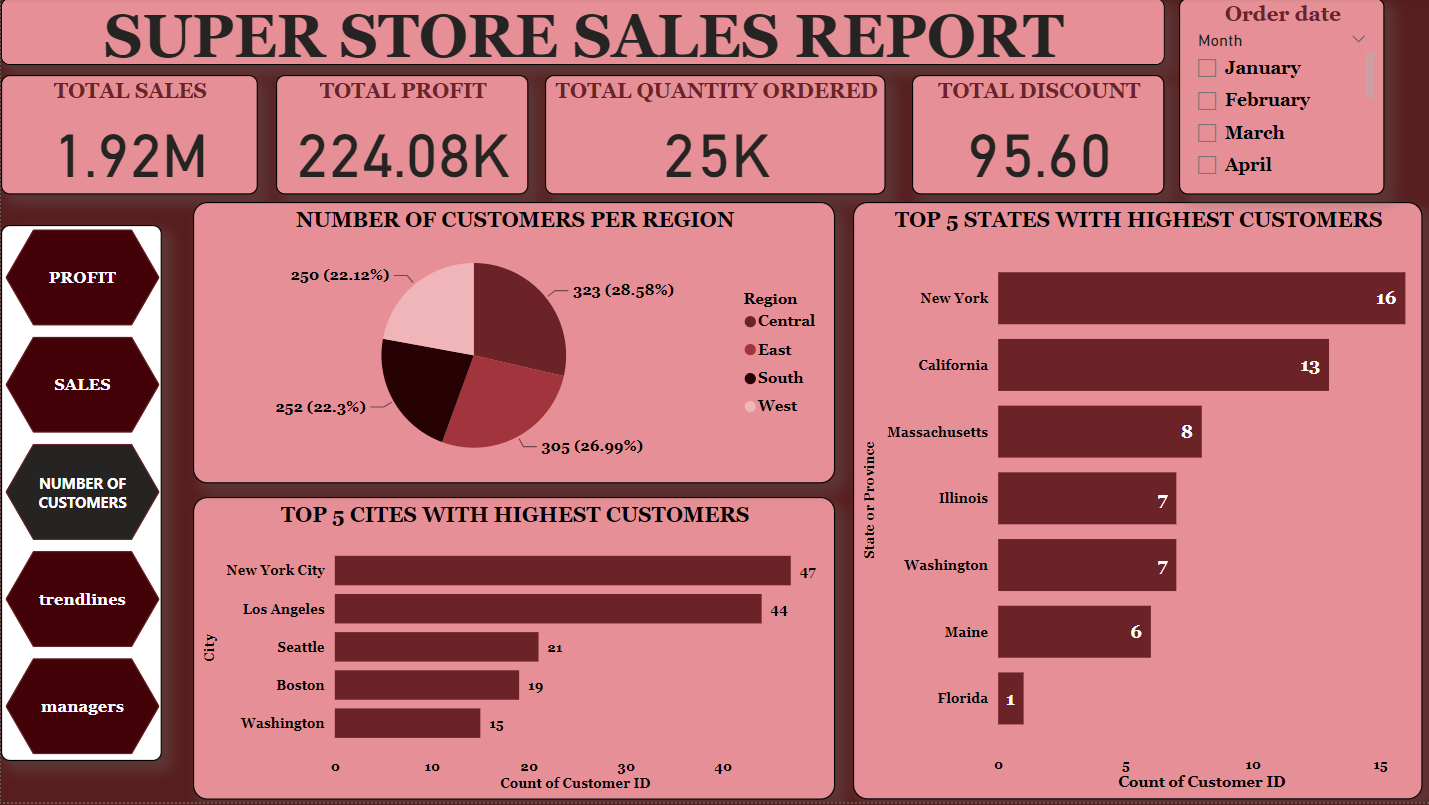 SUPER STORE SALES REPORT
Order date
Month
January
February
March
April
TOTAL SALES
1.92M
TOTAL PROFIT
224.08K
TOTAL QUANTITY ORDERED
25K
TOTAL DISCOUNT
95.60
PROFIT
SALES
NUMBER OF
CUSTOMERS
trendlines
managers
NUMBER OF CUSTOMERS PER REGION
250 (22.12%)
323 (28.58%)
252 (22.3%)
305 (26.99%)
Region
Central
East
South
West
TOP 5 CITES WITH HIGHEST CUSTOMERS
City
New York City 47
Los Angeles 44
Seattle 21
Boston 19
Washington 15
0 10 20 30 40
Count of Customer ID
TOP 5 STATES WITH HIGHEST CUSTOMERS
State or Province
New York 16
California 13
Massachusetts 8
Illinois 7
Washington 7
Maine 6
Florida 1
0 5 10 15
Count of Customer ID